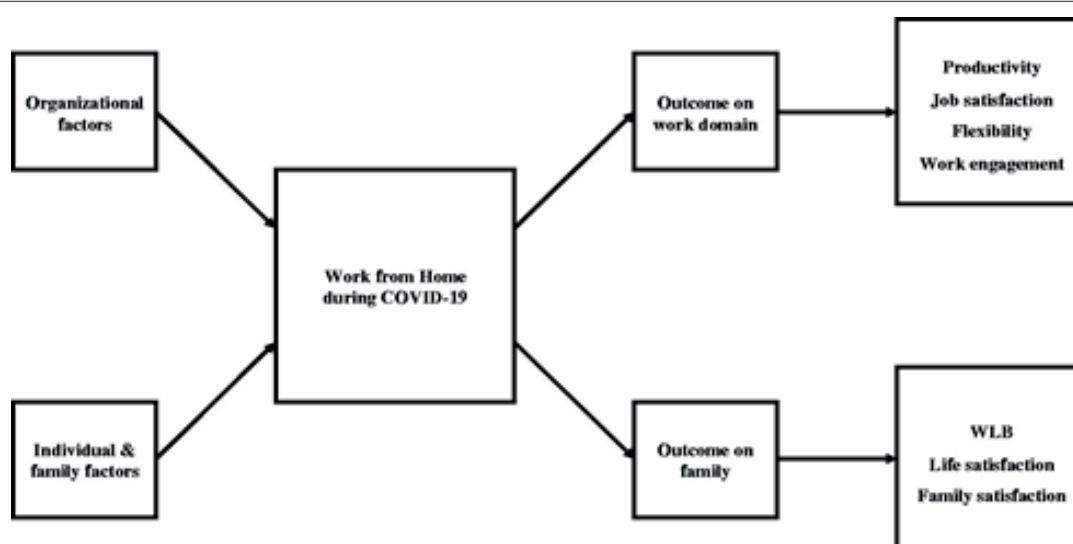 Organizational
factors
Individual &
family factors
Work from Home
during COVID-19
Outcome on
work domain
Outcome on
family
Productivity
Job satisfaction
Flexibility
Work engagement
WLB
Life satisfaction
Family satisfaction